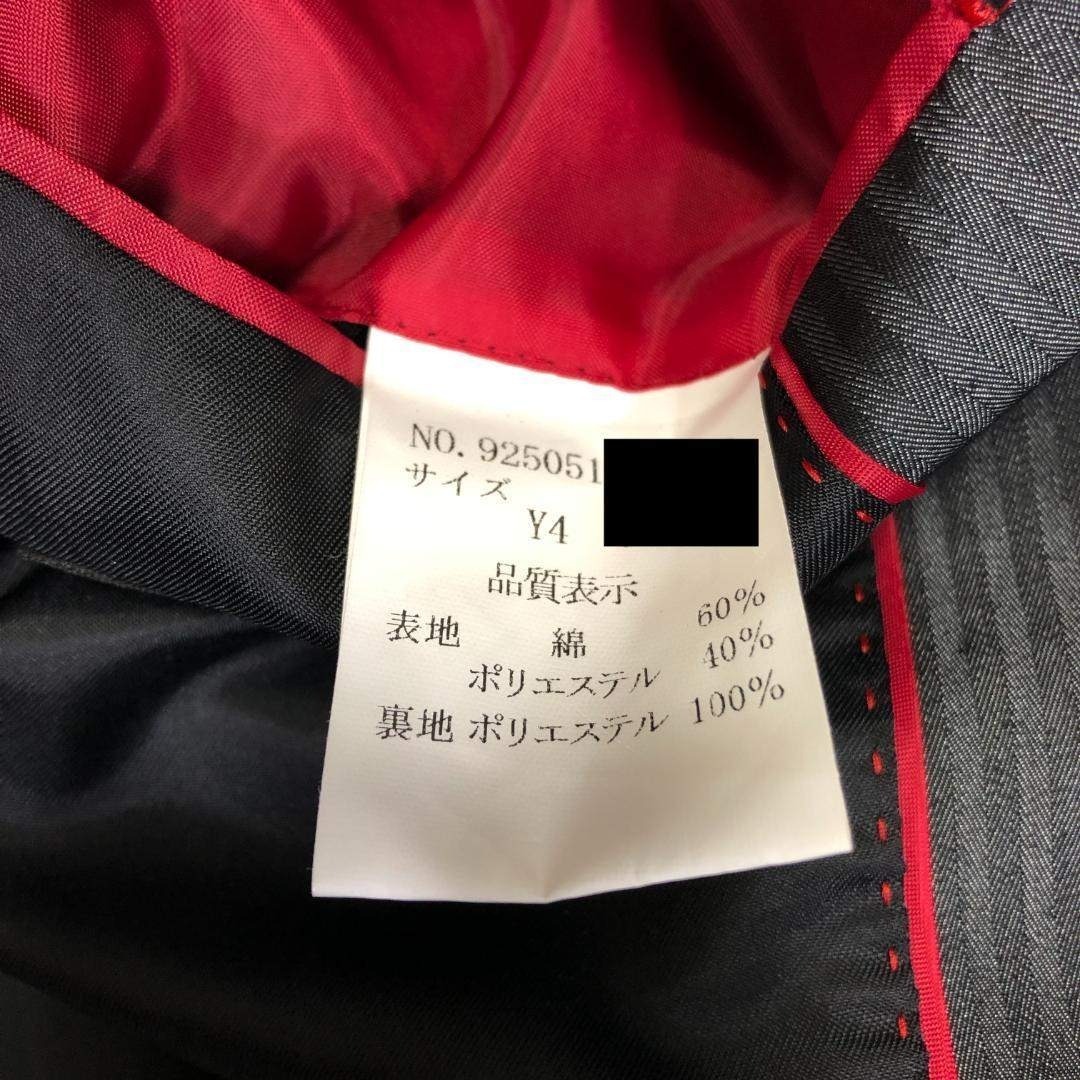 NO. 925051
サイズ
Y4
品質表示
表地 綿 60%
ポリエステル 40%
裏地 ポリエステル 100%